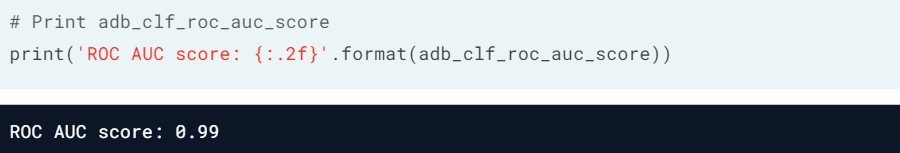 # Print adb_clf_roc_auc_score
print('ROC AUC score: {:.2f}'.format(adb_clf_roc_auc_score))
ROC AUC score: 0.99